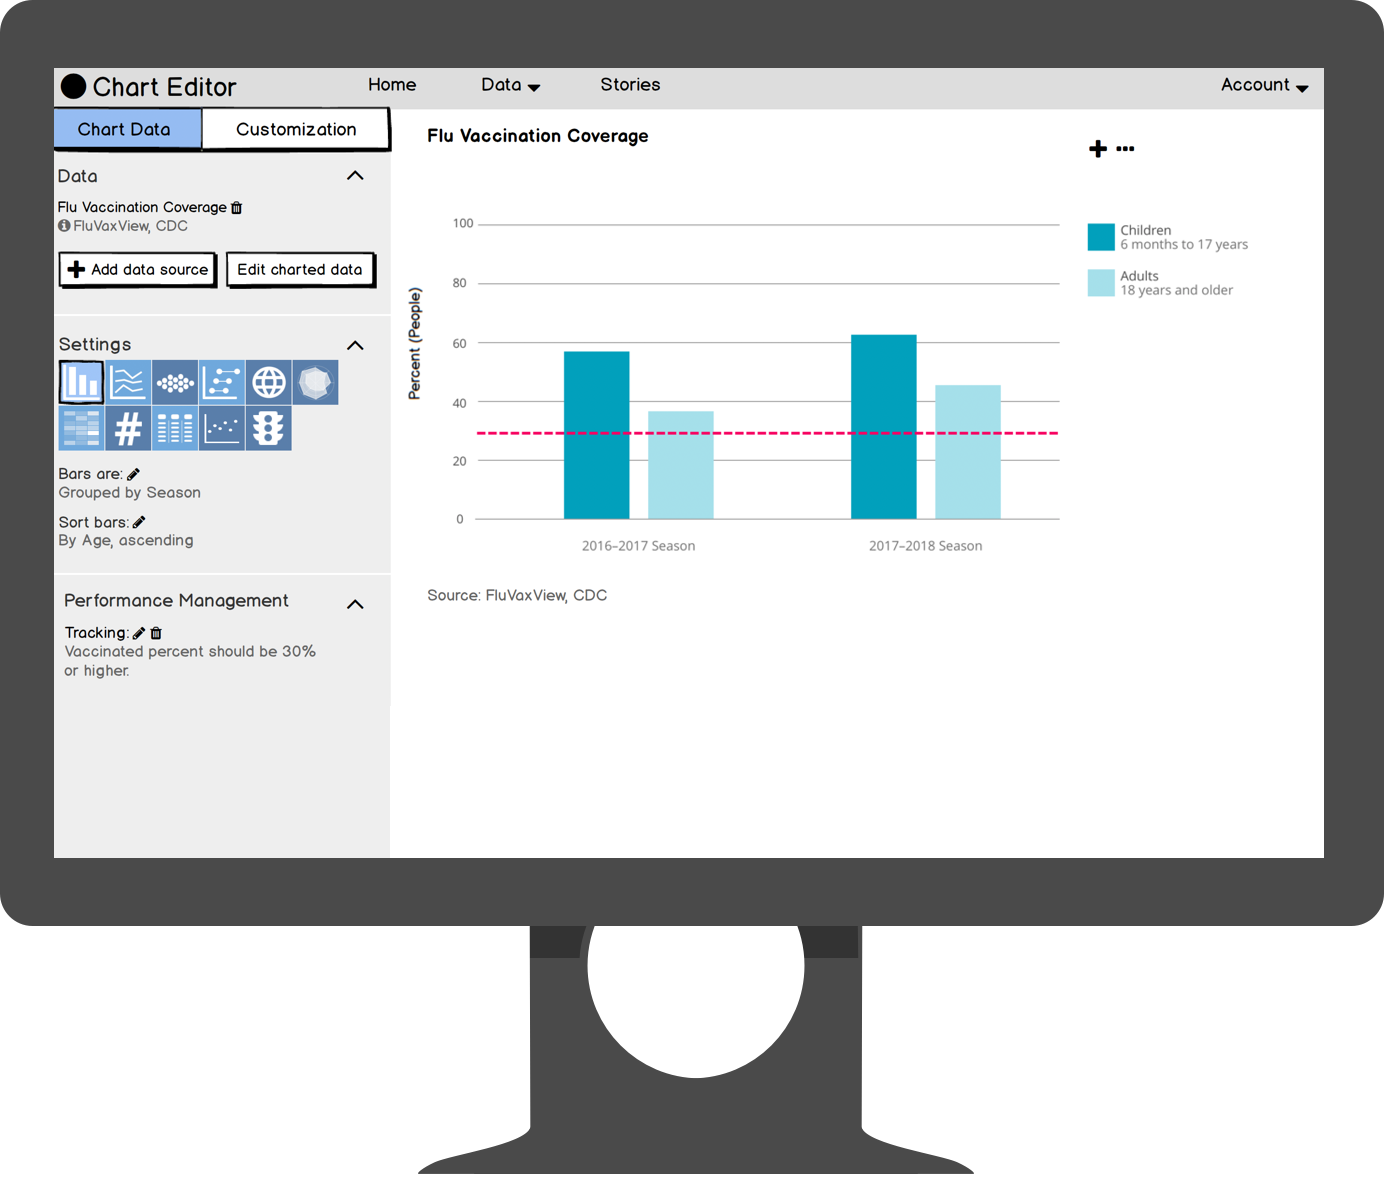 Chart Editor
Home
Data
Stories
Account
Chart Data
Customization
Data
Flu Vaccination Coverage
FluVaxView, CDC
Add data source
Edit charted data
Settings
#
Bars are:
Grouped by Season
Sort bars:
By Age, ascending
Performance Management
Tracking:
Vaccinated percent should be 30%
or higher.
Flu Vaccination Coverage
Percent (People)
100
80
60
40
20
0
2016–2017 Season
2017–2018 Season
Children
6 months to 17 years
Adults
18 years and older
Source: FluVaxView, CDC